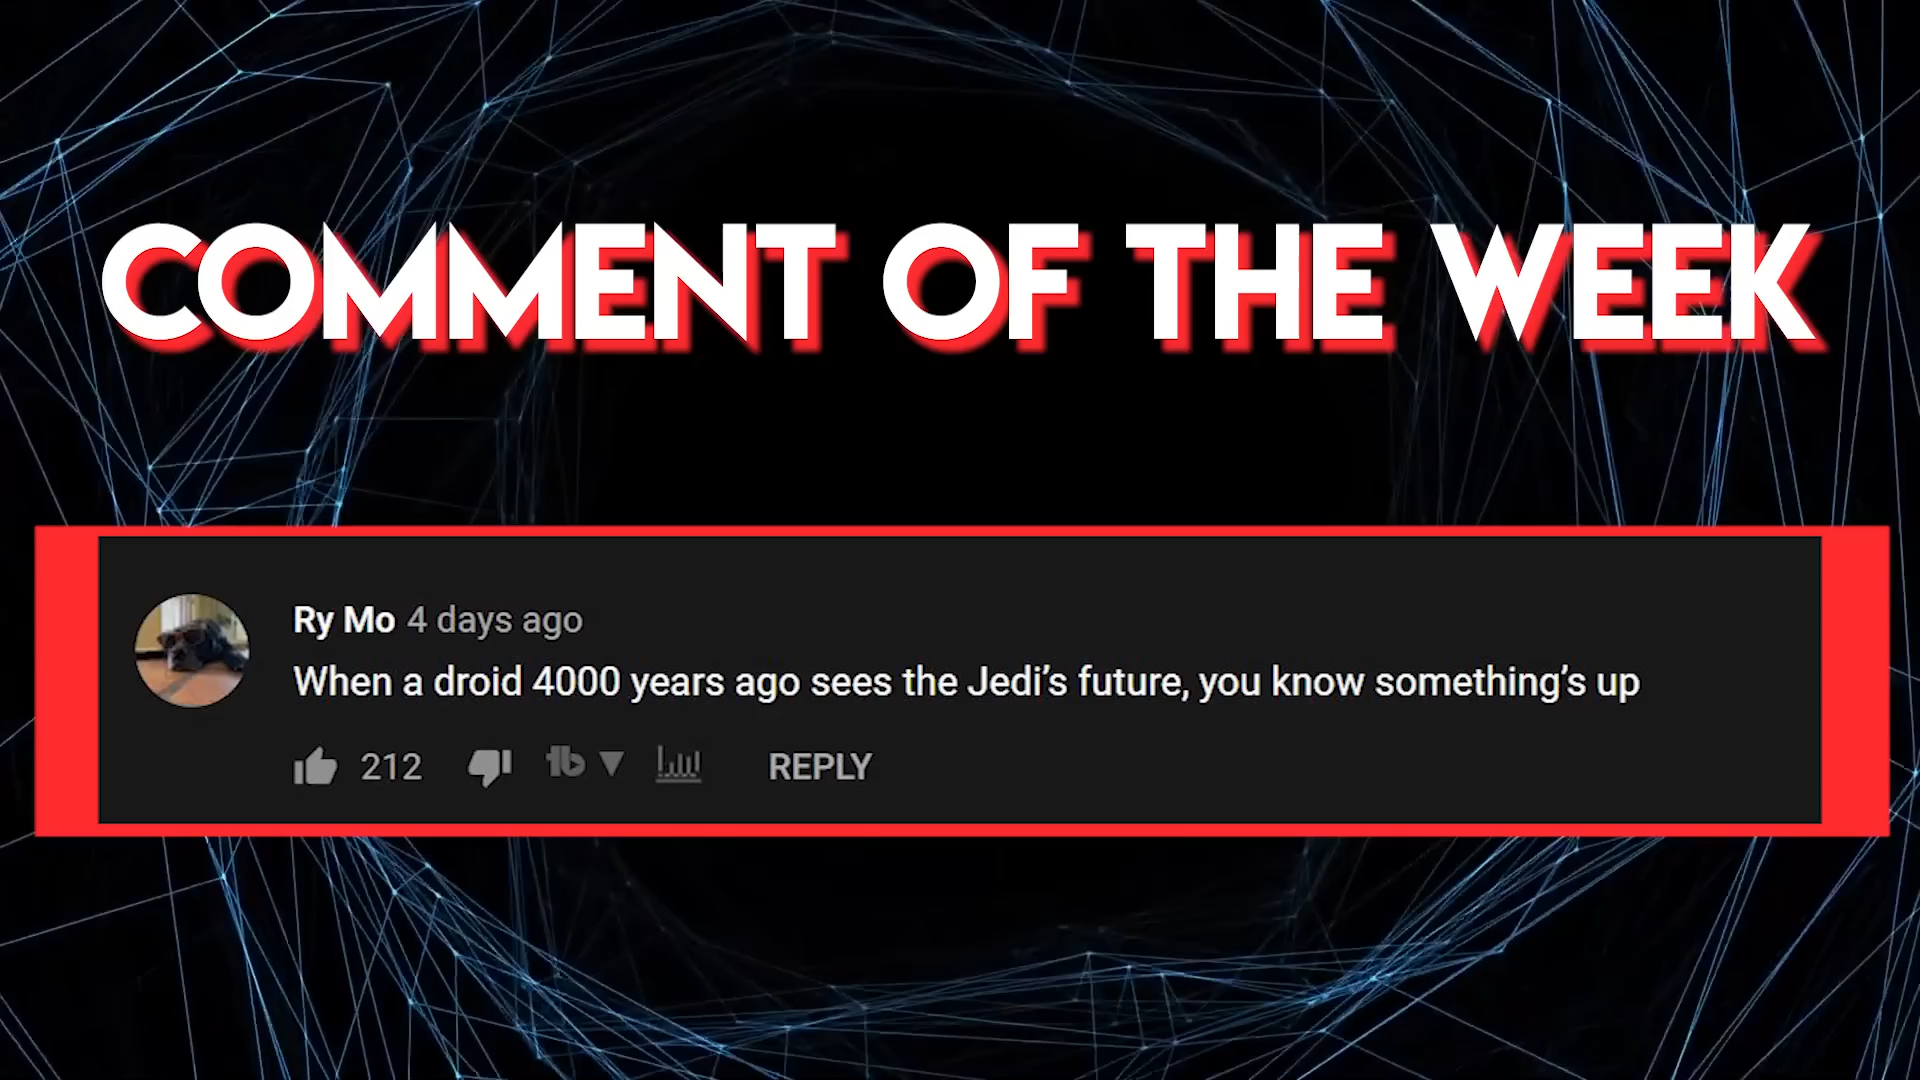 COMMENT OF THE WEEK
Ry Mo 4 days ago
When a droid 4000 years ago sees the Jedi’s future, you know something’s up
212 tb REPLY